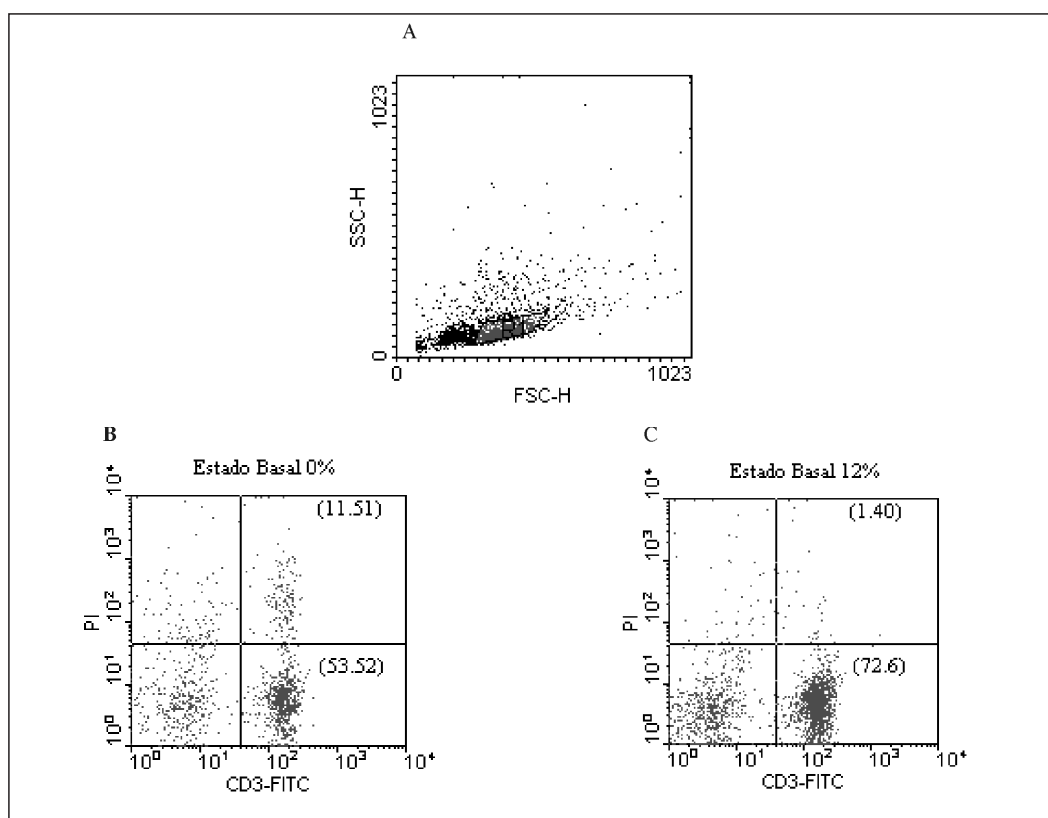 A
1023
SSC-H
0
0
1023
FSC-H
B
Estado Basal 0%
(11.51)
(53.52)
PI
10⁴
10³
10²
10¹
10⁰
10⁰ 10¹ 10² 10³ 10⁴
CD3-FITC
C
Estado Basal 12%
(1.40)
(72.6)
PI
10⁴
10³
10²
10¹
10⁰
10⁰ 10¹ 10² 10³ 10⁴
CD3-FITC